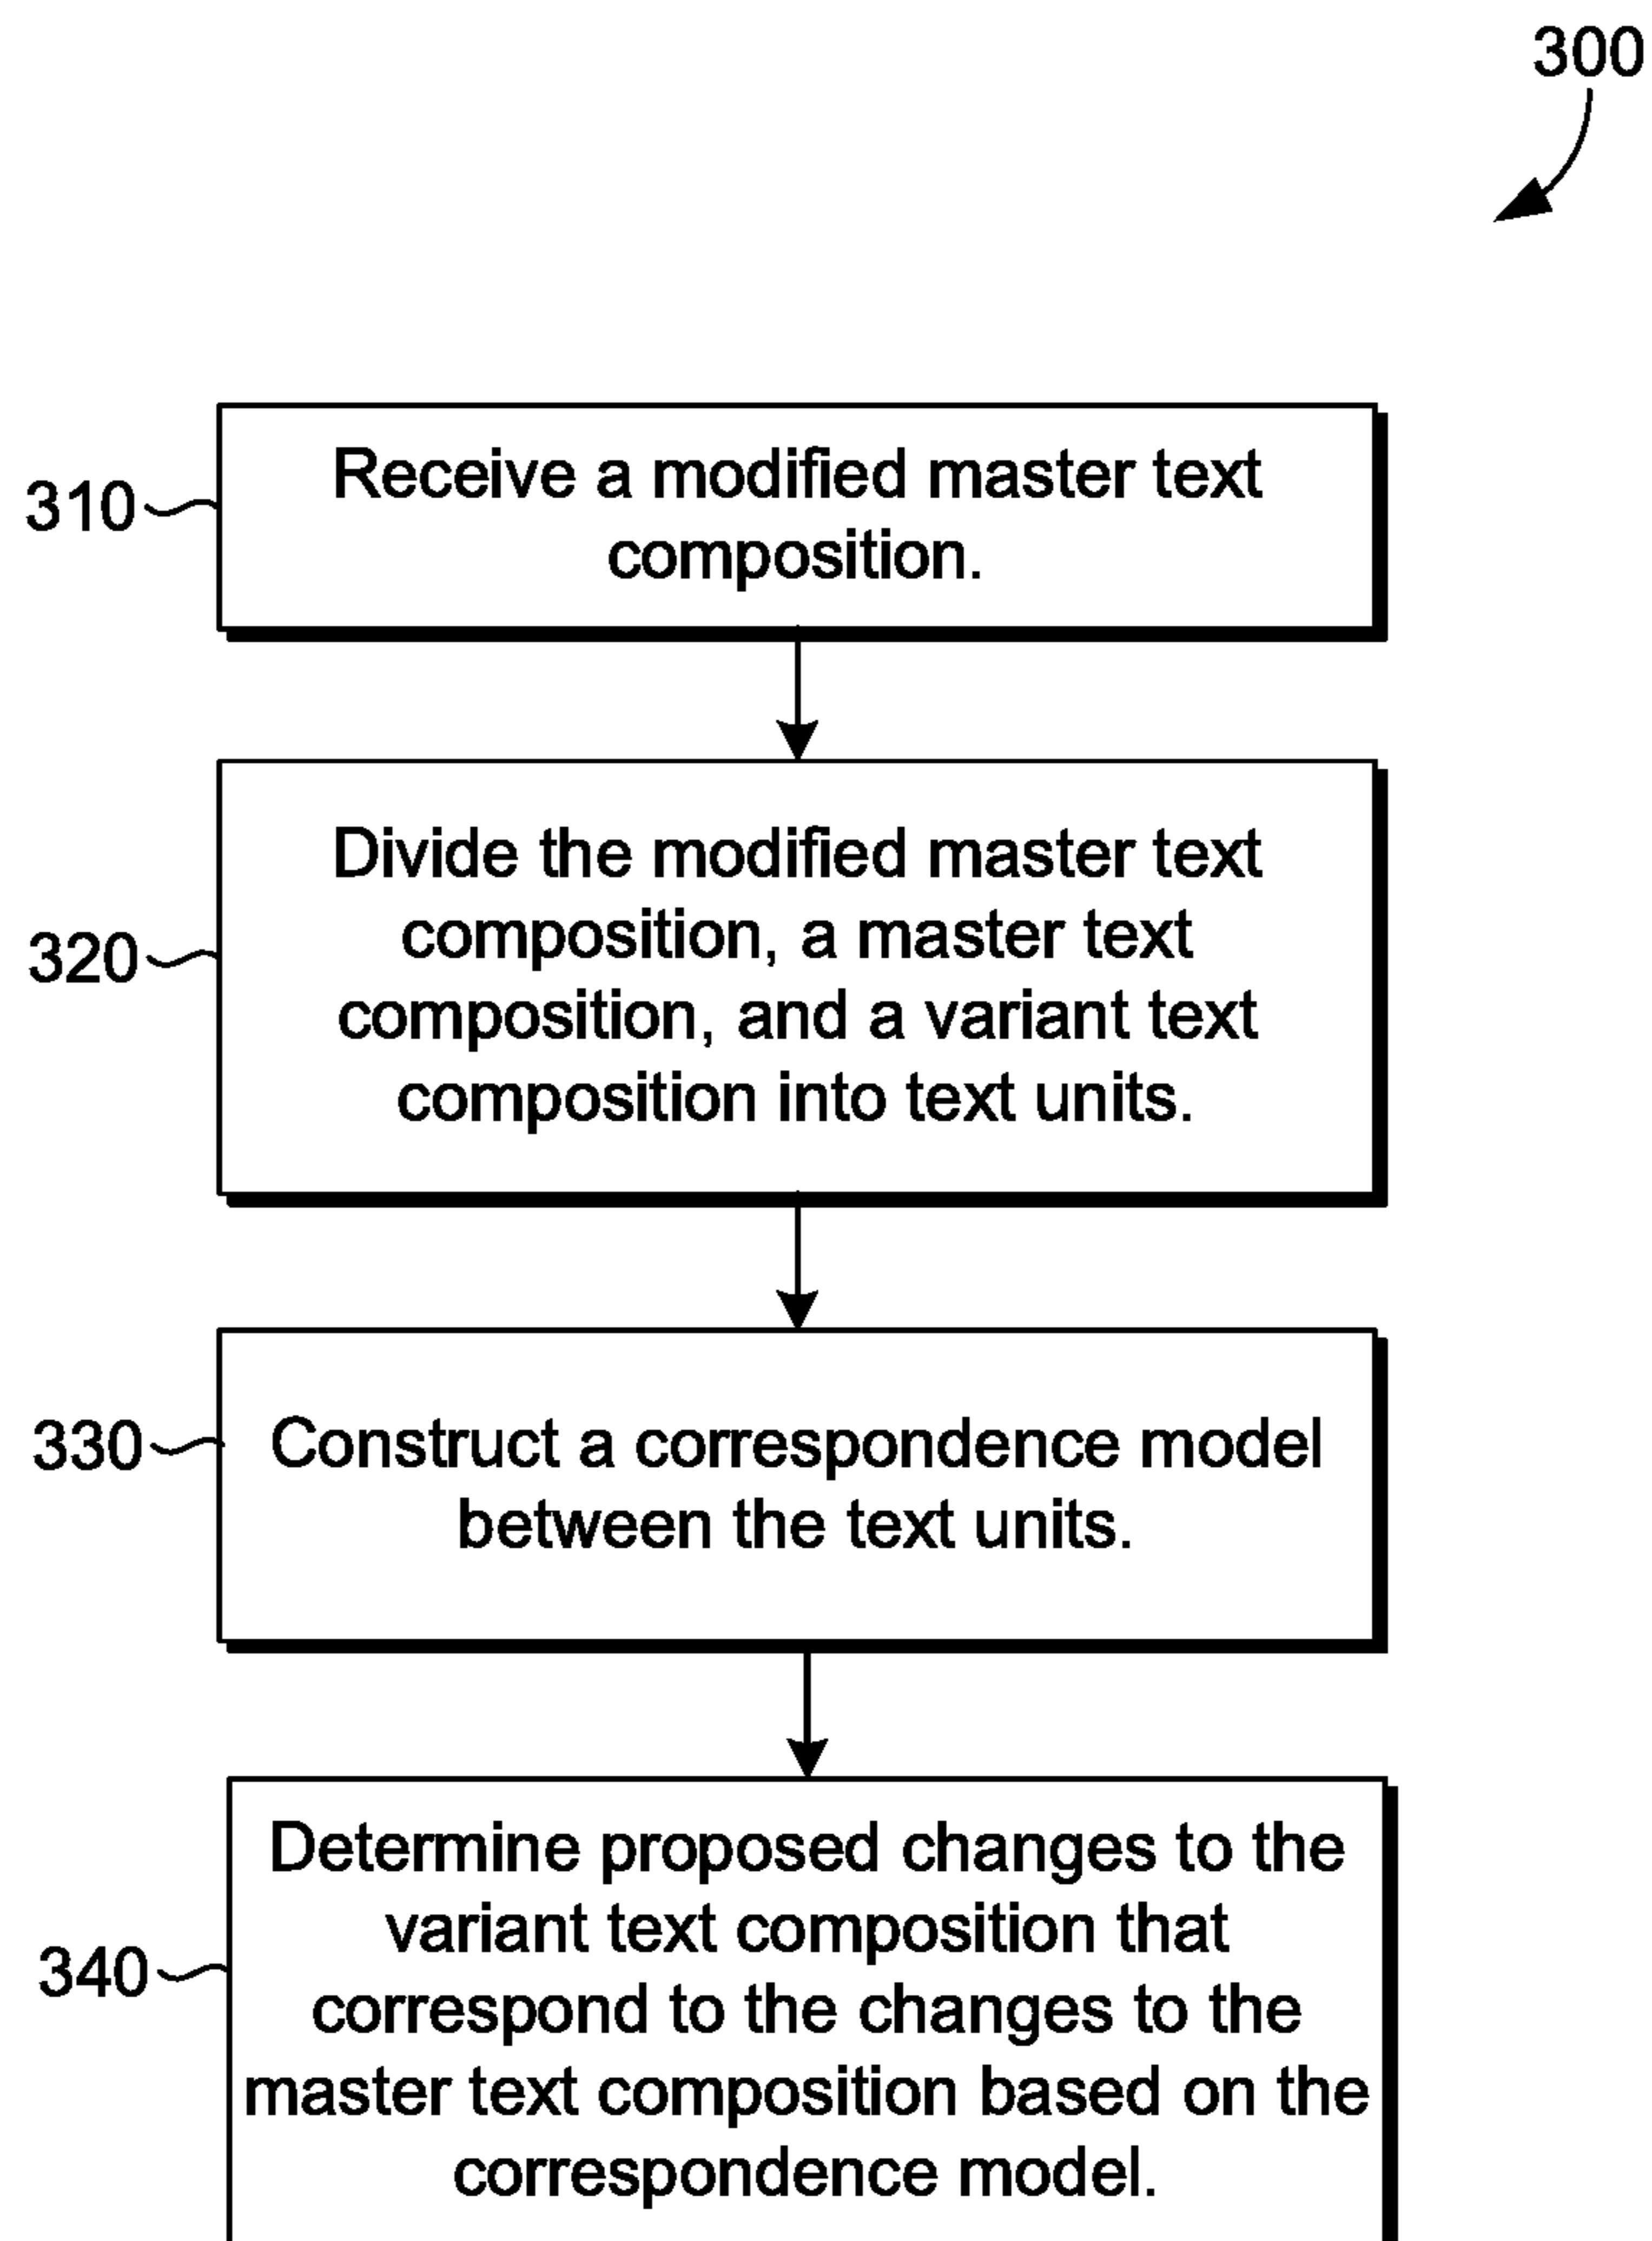 300
310
Receive a modified master text
composition.
320
Divide the modified master text
composition, a master text
composition, and a variant text
composition into text units.
330
Construct a correspondence model
between the text units.
340
Determine proposed changes to the
variant text composition that
correspond to the changes to the
master text composition based on the
correspondence model.